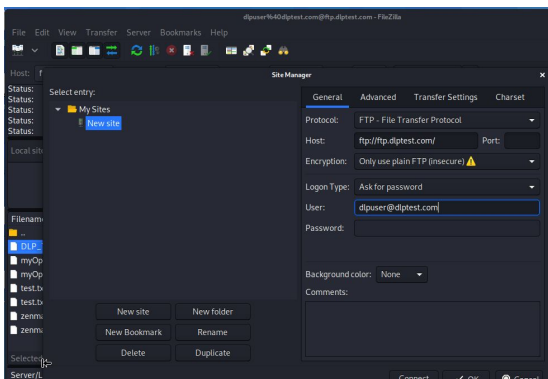 dlpuser%40dlptest.com@ftp.dlptest.com - FileZilla
File Edit View Transfer Server Bookmarks Help
Host: f
Site Manager
Status:
Status:
Status:
Status:
Status:
Local site
Filenam
..
DLP_
myOp
myOp
test.tx
test.tx
zenma
zenma
Selected
Server/L
Select entry:
My Sites
New site
New site New folder
New Bookmark Rename
Delete Duplicate
General Advanced Transfer Settings Charset
Protocol: FTP - File Transfer Protocol
Host: ftp://ftp.dlptest.com/ Port:
Encryption: Only use plain FTP (insecure)
Logon Type: Ask for password
User: dlpuser@dlptest.com
Password:
Background color: None
Comments:
Connect OK Cancel